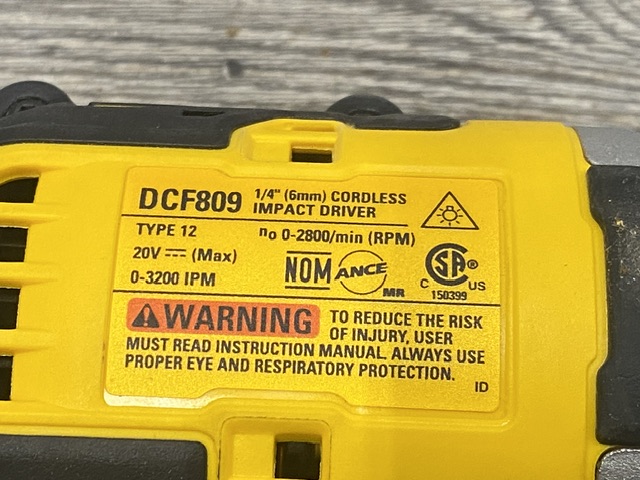 DCF809 1/4" (6mm) CORDLESS
IMPACT DRIVER
TYPE 12 no 0-2800/min (RPM)
20V ⎓ (Max)
0-3200 IPM
NOM ANCE MR
CSA ® C US
150399
WARNING TO REDUCE THE RISK
OF INJURY, USER
MUST READ INSTRUCTION MANUAL. ALWAYS USE
PROPER EYE AND RESPIRATORY PROTECTION.
ID